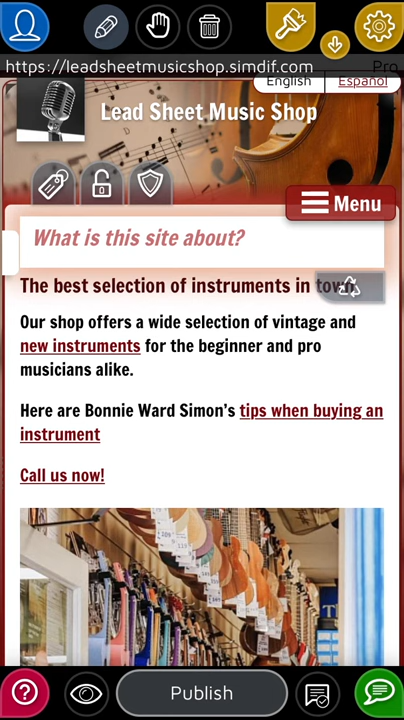 https://leadsheetmusicshop.simdif.com
Pro
English
Español
Lead Sheet Music Shop
Menu
What is this site about?
The best selection of instruments in town
Our shop offers a wide selection of vintage and
new instruments for the beginner and pro
musicians alike.
Here are Bonnie Ward Simon's tips when buying an
instrument
Call us now!
Publish